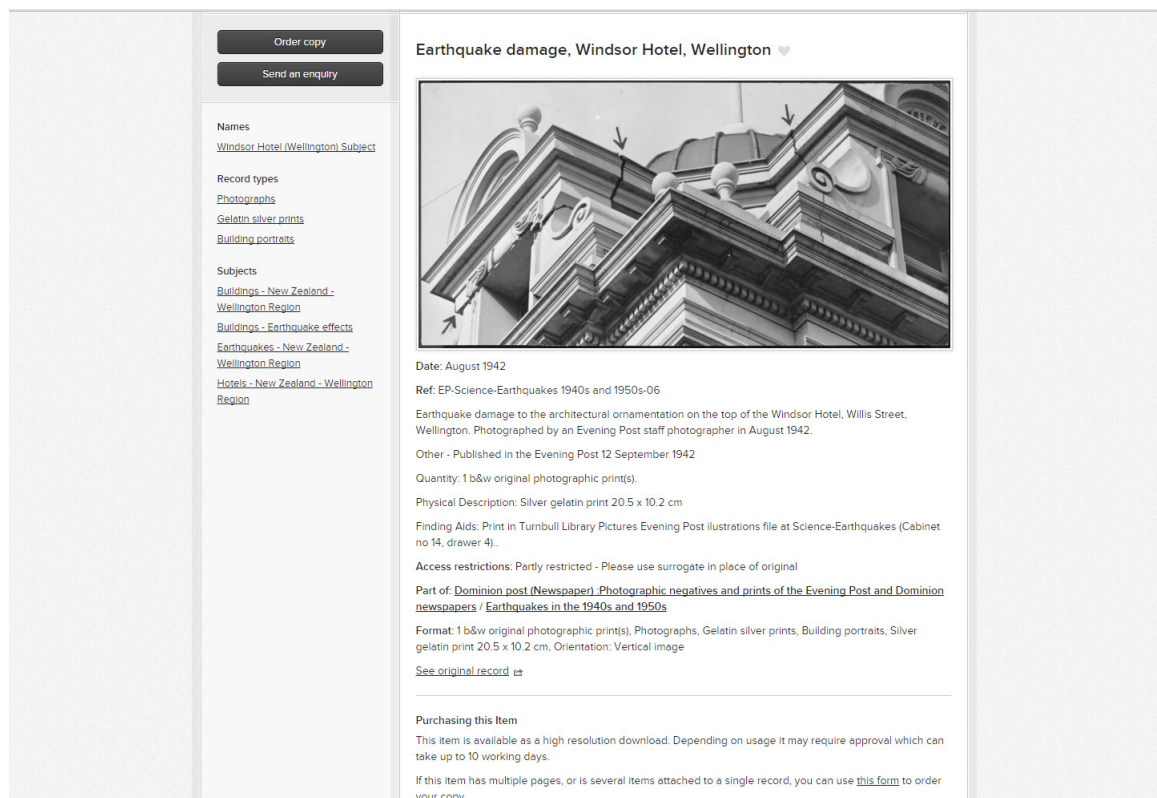 Order copy
Send an enquiry
Names
Windsor Hotel (Wellington) Subject
Record types
Photographs
Gelatin silver prints
Building portraits
Subjects
Buildings - New Zealand -
Wellington Region
Buildings - Earthquake effects
Earthquakes - New Zealand -
Wellington Region
Hotels - New Zealand - Wellington
Region
Earthquake damage, Windsor Hotel, Wellington
Date: August 1942
Ref: EP-Science-Earthquakes 1940s and 1950s-06
Earthquake damage to the architectural ornamentation on the top of the Windsor Hotel, Willis Street,
Wellington. Photographed by an Evening Post staff photographer in August 1942.
Other - Published in the Evening Post 12 September 1942
Quantity: 1 b&w original photographic print(s).
Physical Description: Silver gelatin print 20.5 x 10.2 cm
Finding Aids: Print in Turnbull Library Pictures Evening Post ilustrations file at Science-Earthquakes (Cabinet
no 14, drawer 4)..
Access restrictions: Partly restricted - Please use surrogate in place of original
Part of: Dominion post (Newspaper) :Photographic negatives and prints of the Evening Post and Dominion
newspapers / Earthquakes in the 1940s and 1950s
Format: 1 b&w original photographic print(s), Photographs, Gelatin silver prints, Building portraits, Silver
gelatin print 20.5 x 10.2 cm, Orientation: Vertical image
See original record
Purchasing this Item
This item is available as a high resolution download. Depending on usage it may require approval which can
take up to 10 working days.
If this item has multiple pages, or is several items attached to a single record, you can use this form to order
your copy